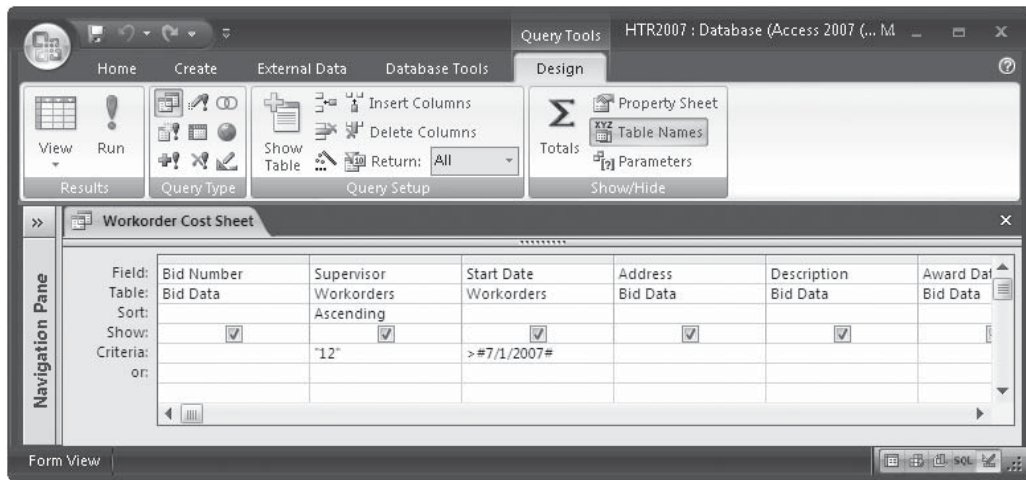 Query Tools HTR2007 : Database (Access 2007 (... M
Home Create External Data Database Tools Design
View
Run
Results
Query Type
Show Table
Insert Columns
Delete Columns
Return: All
Query Setup
Totals
Property Sheet
XYZ Table Names
Parameters
Show/Hide
Workorder Cost Sheet
Navigation Pane
Field: Bid Number Supervisor Start Date Address Description Award Dat
Table: Bid Data Workorders Workorders Bid Data Bid Data Bid Data
Sort: Ascending
Show:
Criteria: "12" >#7/1/2007#
or:
Form View SQL